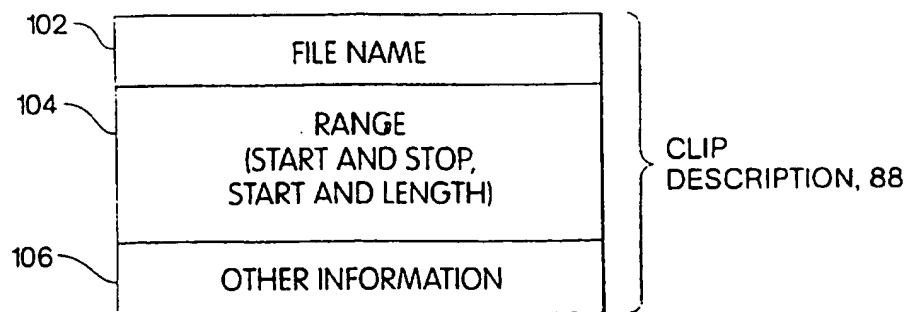 102
FILE NAME
104
RANGE
(START AND STOP,
START AND LENGTH)
CLIP
DESCRIPTION, 88
106
OTHER INFORMATION